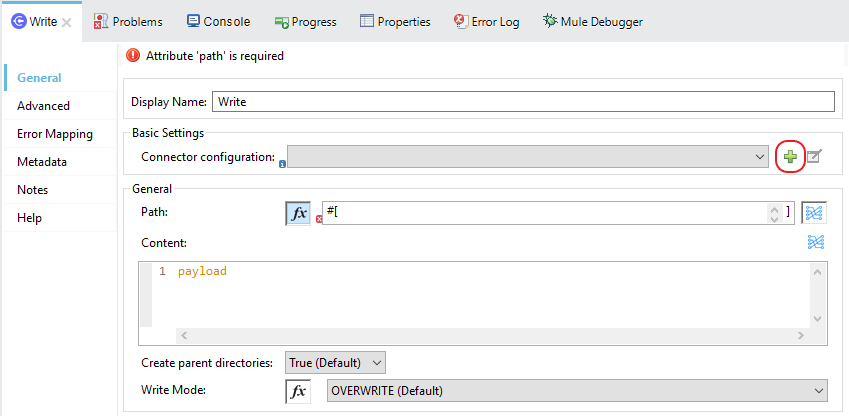 Write Problems Console Progress Properties Error Log Mule Debugger
Attribute 'path' is required
General
Advanced
Error Mapping
Metadata
Notes
Help
Display Name: Write
Basic Settings
Connector configuration:
General
Path: fx #[ ]
Content:
1 payload
Create parent directories: True (Default)
Write Mode: fx OVERWRITE (Default)